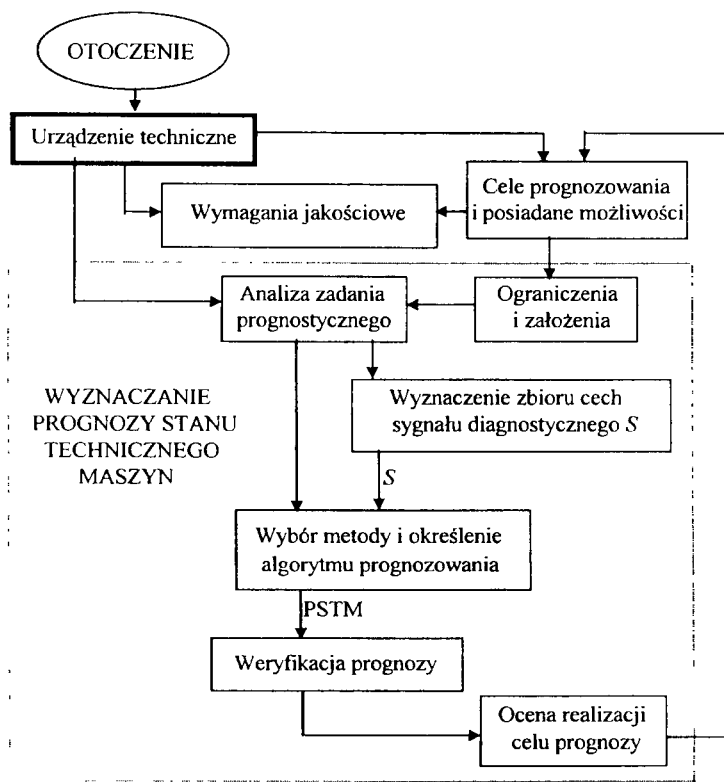 OTOCZENIE
Urządzenie techniczne
Cele prognozowania
i posiadane możliwości
Wymagania jakościowe
Analiza zadania
prognostycznego
Ograniczenia
i założenia
WYZNACZANIE
PROGNOZY STANU
TECHNICZNEGO
MASZYN
Wyznaczenie zbioru cech
sygnału diagnostycznego S
S
Wybór metody i określenie
algorytmu prognozowania
PSTM
Weryfikacja prognozy
Ocena realizacji
celu prognozy